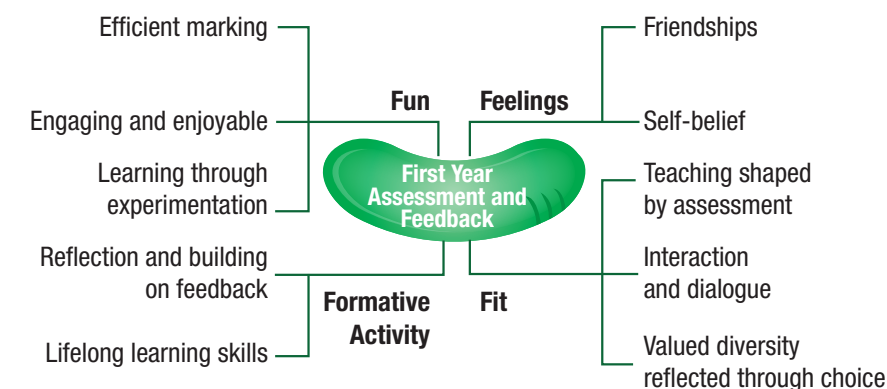 Efficient marking
Engaging and enjoyable
Learning through
experimentation
Reflection and building
on feedback
Lifelong learning skills
Fun
Formative
Activity
First Year
Assessment and
Feedback
Feelings
Fit
Friendships
Self-belief
Teaching shaped
by assessment
Interaction
and dialogue
Valued diversity
reflected through choice